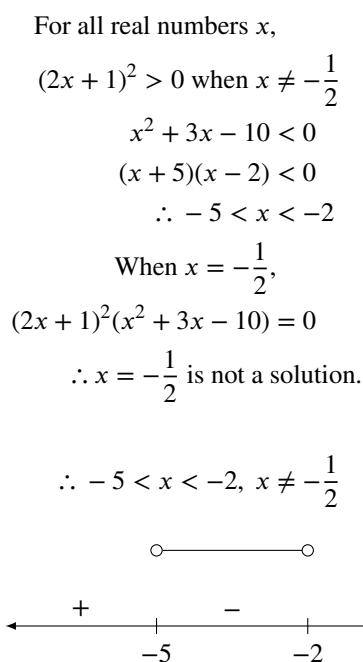 For all real numbers x,
(2x + 1)² > 0 when x ≠ −1/2
x² + 3x − 10 < 0
(x + 5)(x − 2) < 0
∴ − 5 < x < −2
When x = −1/2,
(2x + 1)²(x² + 3x − 10) = 0
∴ x = −1/2 is not a solution.
∴ − 5 < x < −2, x ≠ −1/2
+ −
−5 −2